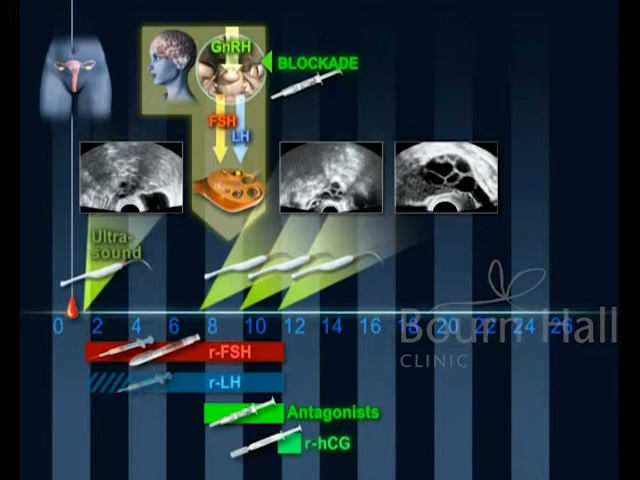 GnRH
BLOCKADE
FSH
LH
Ultra-
sound
0 2 4 6 8 10 12 14 16 18 20 22 24 26
Bourn Hall
CLINIC
r-FSH
r-LH
Antagonists
r-hCG